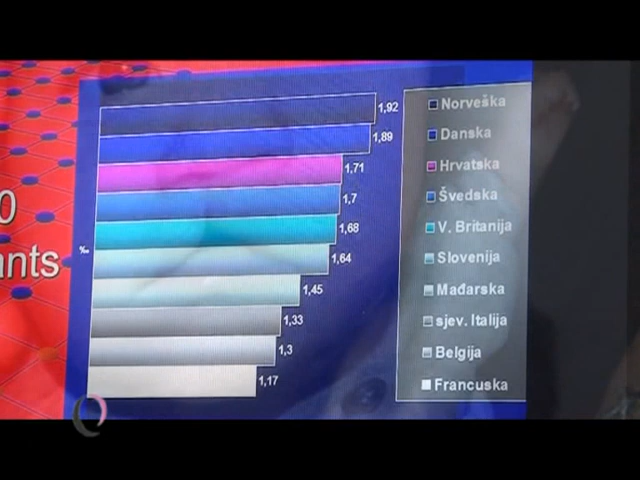 0
ants
‰
1,92
1,89
1,71
1,7
1,68
1,64
1,45
1,33
1,3
1,17
Norveška
Danska
Hrvatska
Švedska
V. Britanija
Slovenija
Mađarska
sjev. Italija
Belgija
Francuska